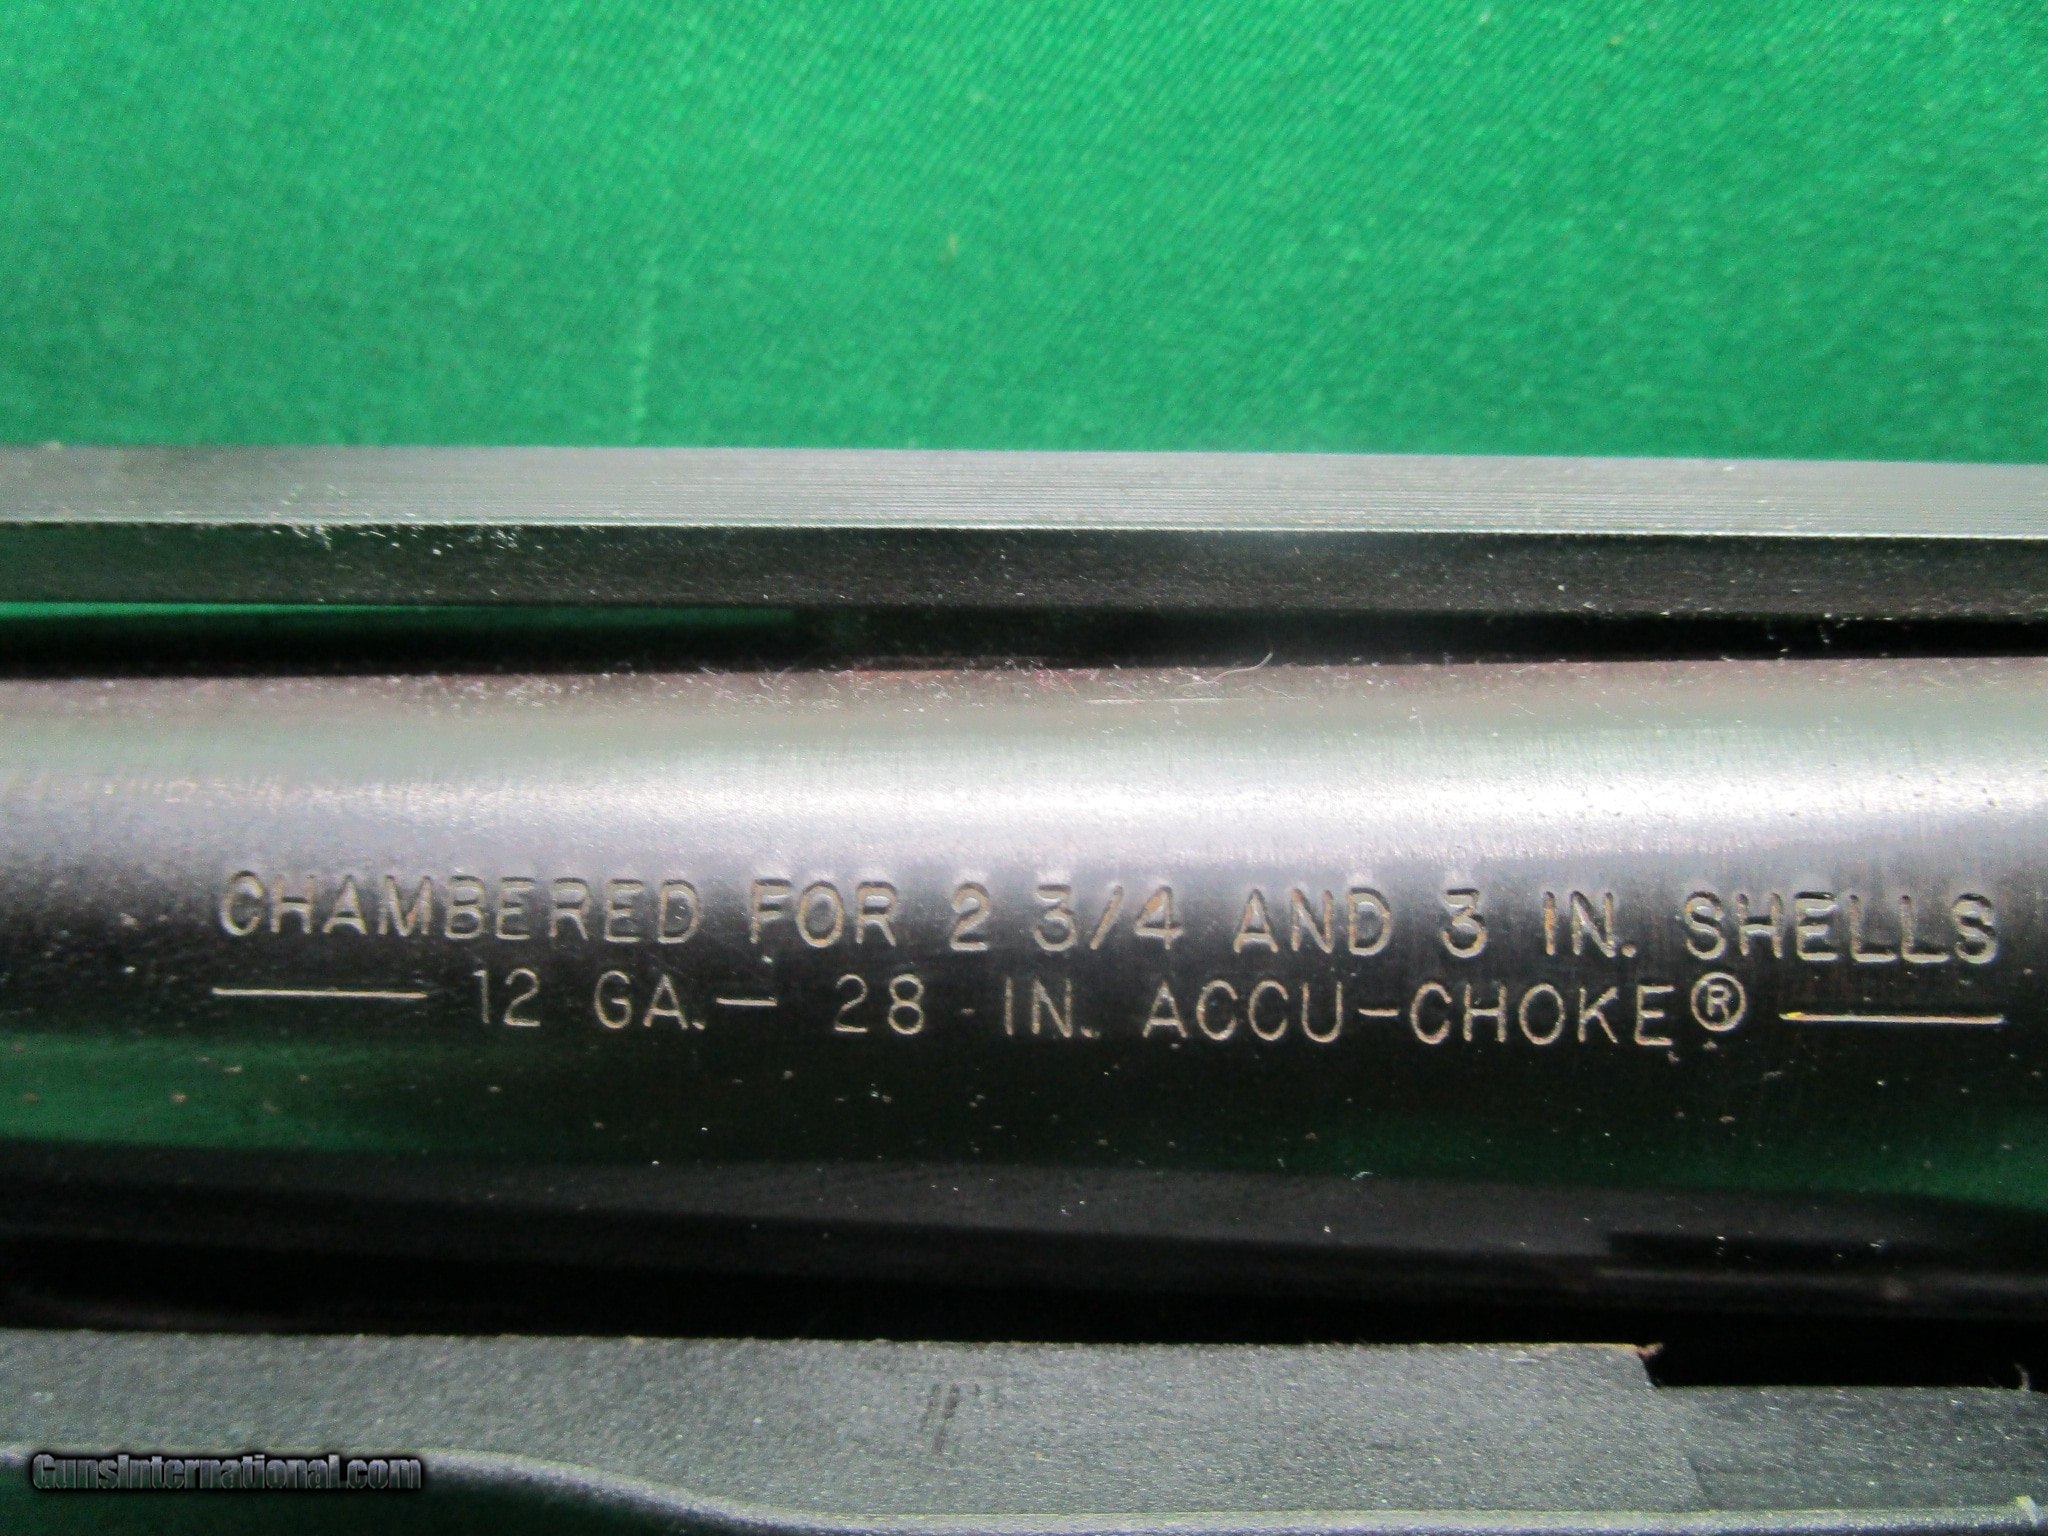 CHAMBERED FOR 2 3/4 AND 3 IN. SHELLS
— 12 GA. — 28 IN. ACCU-CHOKE® —
GunsInternational.com